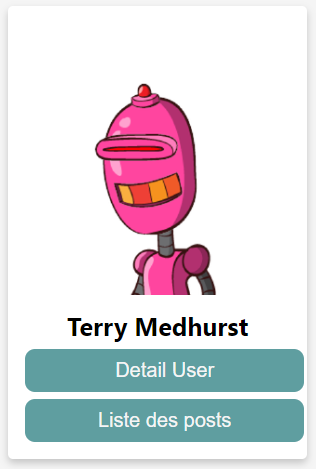 Terry Medhurst
Detail User
Liste des posts